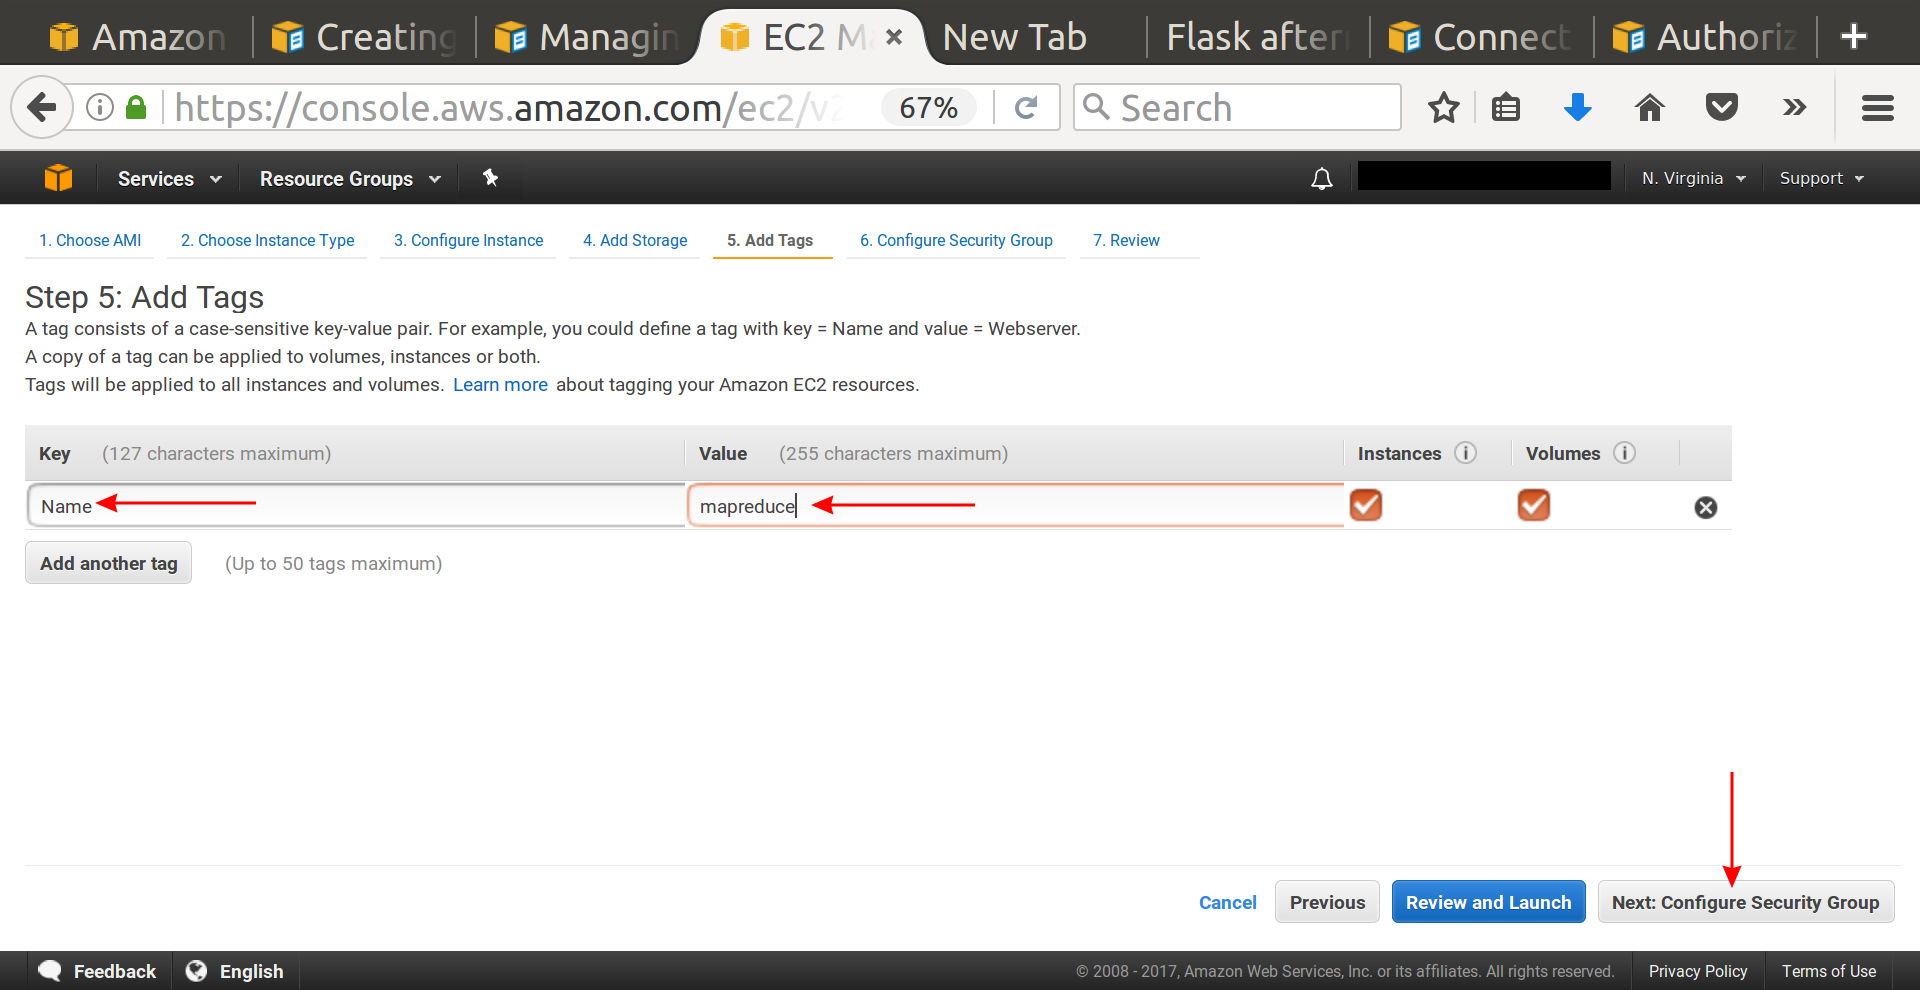 Amazon Creating Managin EC2 M New Tab Flask after Connect Authoriz
https://console.aws.amazon.com/ec2/v2 67% Search
Services Resource Groups N. Virginia Support
1. Choose AMI 2. Choose Instance Type 3. Configure Instance 4. Add Storage 5. Add Tags 6. Configure Security Group 7. Review
Step 5: Add Tags
A tag consists of a case-sensitive key-value pair. For example, you could define a tag with key = Name and value = Webserver.
A copy of a tag can be applied to volumes, instances or both.
Tags will be applied to all instances and volumes. Learn more about tagging your Amazon EC2 resources.
Key (127 characters maximum) Value (255 characters maximum) Instances Volumes
Name mapreduce
Add another tag (Up to 50 tags maximum)
Cancel Previous Review and Launch Next: Configure Security Group
Feedback English © 2008 - 2017, Amazon Web Services, Inc. or its affiliates. All rights reserved. Privacy Policy Terms of Use